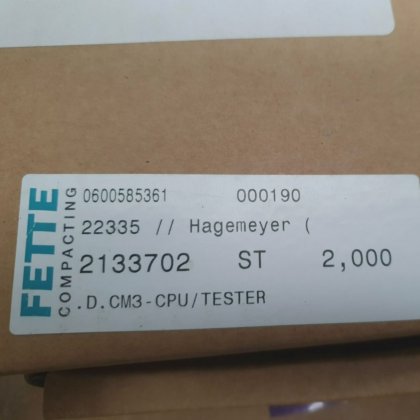 FETTE
COMPACTING
0600585361 000190
22335 // Hagemeyer (
2133702 ST 2,000
.D.CM3-CPU/TESTER